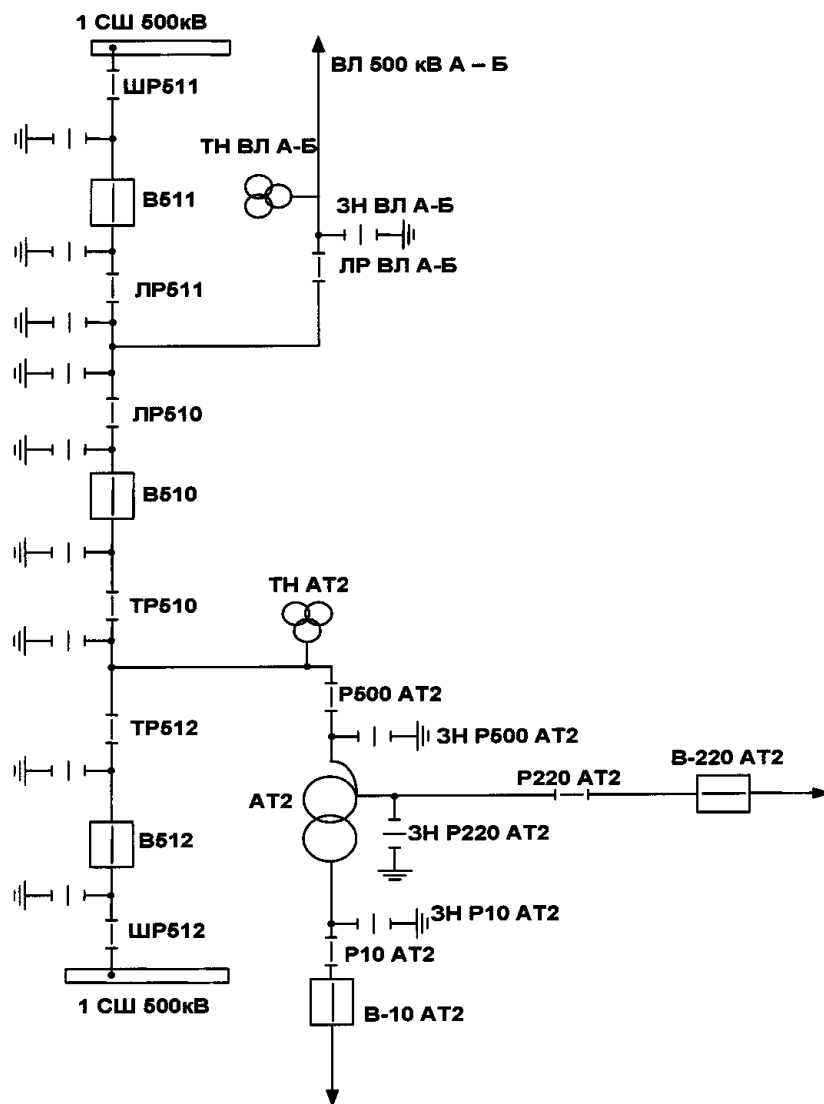 1 СШ 500кВ
ШР511
ВЛ 500 кВ А – Б
ТН ВЛ А-Б
В511
ЗН ВЛ А-Б
ЛР ВЛ А-Б
ЛР511
ЛР510
В510
ТН АТ2
ТР510
Р500 АТ2
ТР512
ЗН Р500 АТ2
Р220 АТ2
В-220 АТ2
АТ2
ЗН Р220 АТ2
В512
ЗН Р10 АТ2
ШР512
Р10 АТ2
1 СШ 500кВ
В-10 АТ2